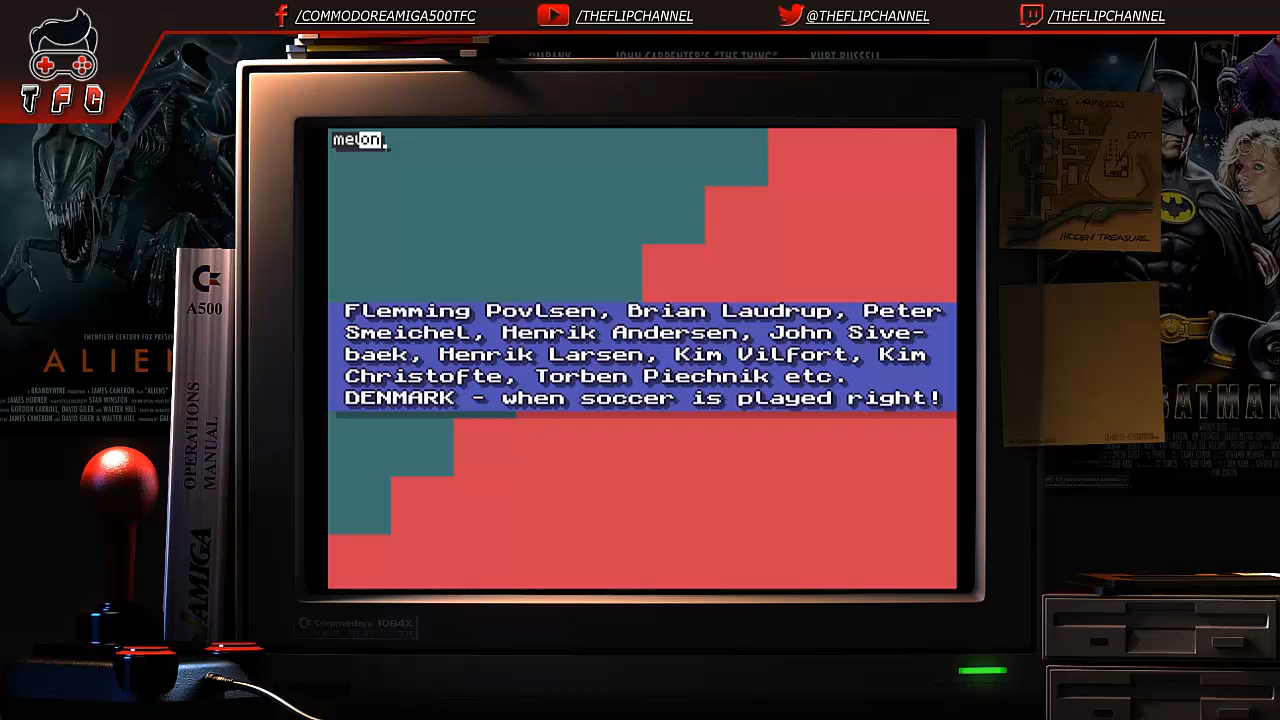 /COMMODOREAMIGA500TFC
/THEFLIPCHANNEL
@THEFLIPCHANNEL
/THEFLIPCHANNEL
TFC
JOHN CARPENTER'S "THE THING"
KURT RUSSELL
melon.
Flemming Povlsen, Brian Laudrup, Peter
Smeichel, Henrik Andersen, John Sive-
baek, Henrik Larsen, Kim Vilfort, Kim
Christofte, Torben Piechnik etc.
DENMARK - when soccer is played right!
CAPTURED PRINCESS
EXIT
HIDDEN TREASURE
A500
OPERATIONS
MANUAL
AMIGA
ALIEN
BATMAN
Commodore 1084X